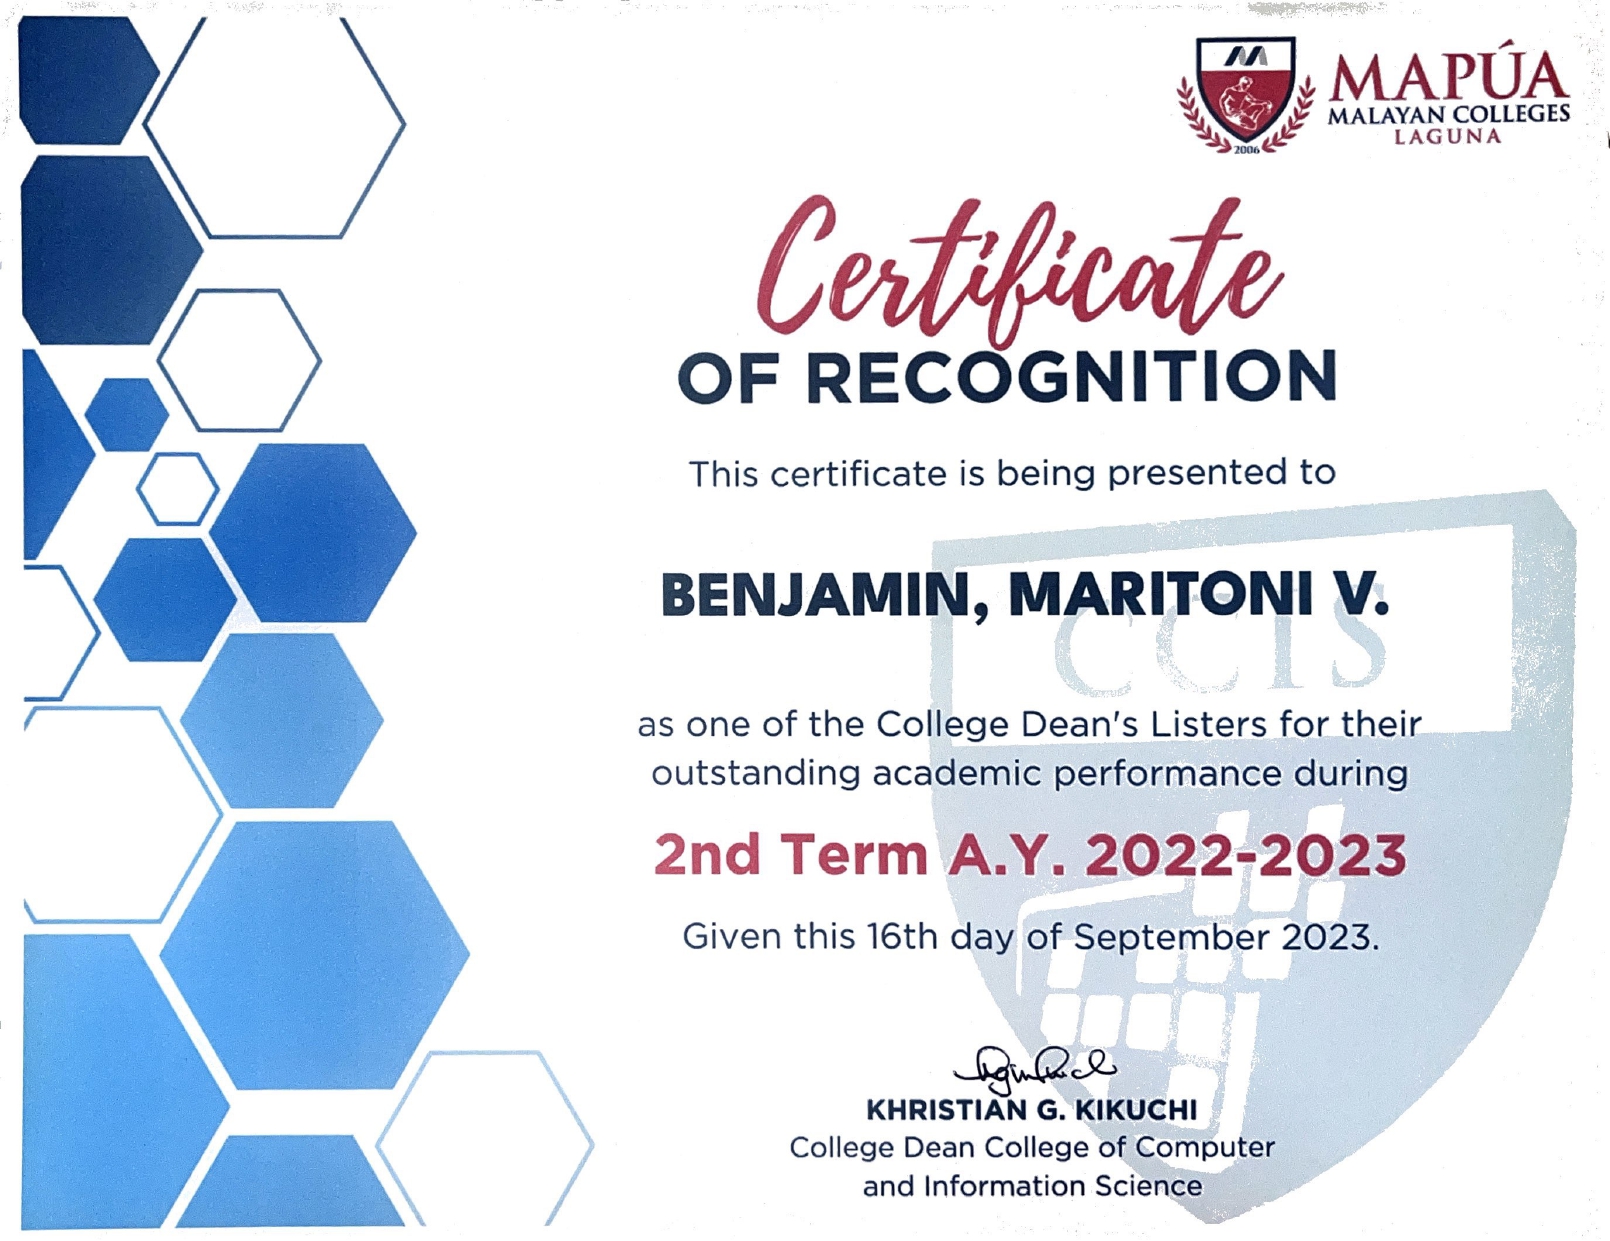 MAPÚA
MALAYAN COLLEGES
LAGUNA
2006
Certificate
OF RECOGNITION
This certificate is being presented to
BENJAMIN, MARITONI V.
CCIS
as one of the College Dean's Listers for their
outstanding academic performance during
2nd Term A.Y. 2022-2023
Given this 16th day of September 2023.
KHRISTIAN G. KIKUCHI
College Dean College of Computer
and Information Science